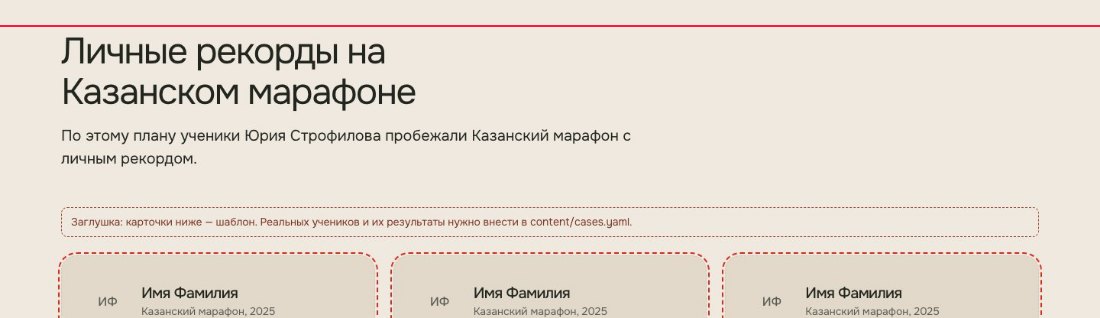 Личные рекорды на
Казанском марафоне
По этому плану ученики Юрия Строфилова пробежали Казанский марафон с
личным рекордом.
Заглушка: карточки ниже — шаблон. Реальных учеников и их результаты нужно внести в content/cases.yaml.
ИФ Имя Фамилия ИФ Имя Фамилия ИФ Имя Фамилия
Казанский марафон, 2025 Казанский марафон, 2025 Казанский марафон, 2025